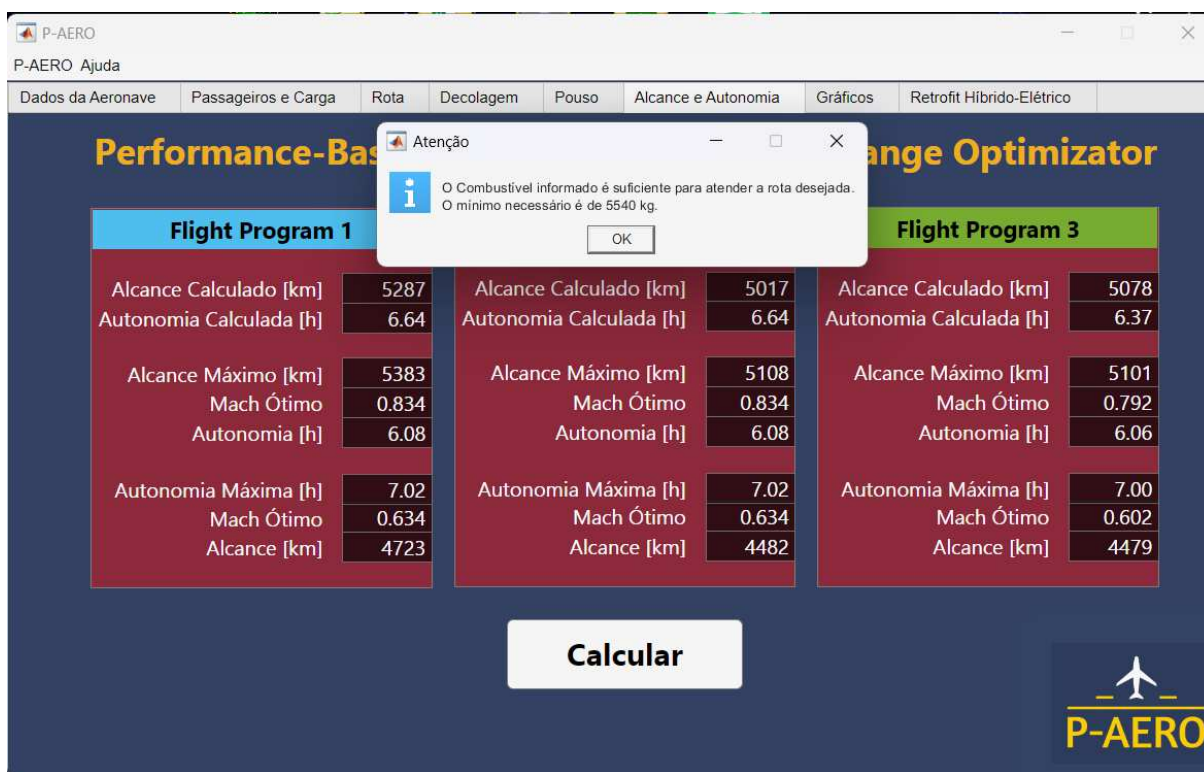 P-AERO
P-AERO Ajuda
Dados da Aeronave Passageiros e Carga Rota Decolagem Pouso Alcance e Autonomia Gráficos Retrofit Híbrido-Elétrico
Atenção
O Combustível informado é suficiente para atender a rota desejada.
O mínimo necessário é de 5540 kg.
OK
Performance-Bas ange Optimizator
Flight Program 1
Alcance Calculado [km] 5287
Autonomia Calculada [h] 6.64
Alcance Máximo [km] 5383
Mach Ótimo 0.834
Autonomia [h] 6.08
Autonomia Máxima [h] 7.02
Mach Ótimo 0.634
Alcance [km] 4723
Alcance Calculado [km] 5017
Autonomia Calculada [h] 6.64
Alcance Máximo [km] 5108
Mach Ótimo 0.834
Autonomia [h] 6.08
Autonomia Máxima [h] 7.02
Mach Ótimo 0.634
Alcance [km] 4482
Flight Program 3
Alcance Calculado [km] 5078
Autonomia Calculada [h] 6.37
Alcance Máximo [km] 5101
Mach Ótimo 0.792
Autonomia [h] 6.06
Autonomia Máxima [h] 7.00
Mach Ótimo 0.602
Alcance [km] 4479
Calcular
P-AERO